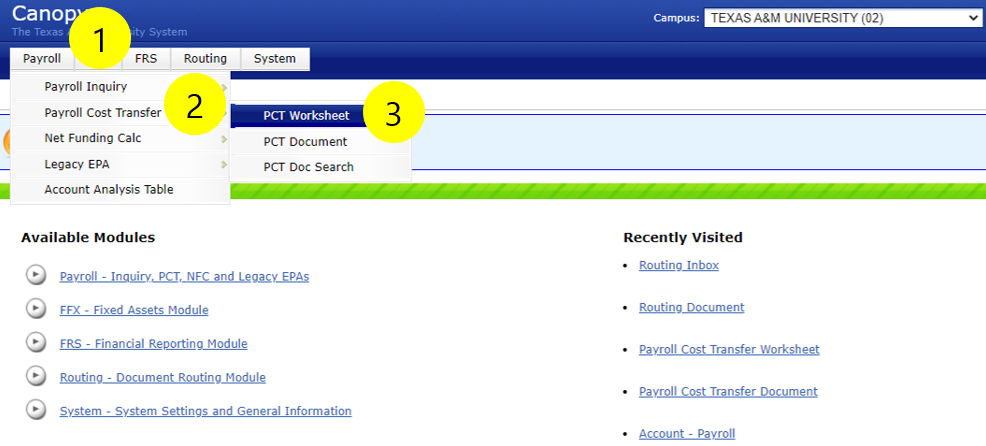 Canopy
The Texas A sity System
Campus: TEXAS A&M UNIVERSITY (02)
1
Payroll FRS Routing System
Payroll Inquiry
2
Payroll Cost Transfer
PCT Worksheet
3
Net Funding Calc
PCT Document
Legacy EPA
PCT Doc Search
Account Analysis Table
Available Modules
Recently Visited
Payroll - Inquiry, PCT, NFC and Legacy EPAs
• Routing Inbox
FFX - Fixed Assets Module
• Routing Document
FRS - Financial Reporting Module
• Payroll Cost Transfer Worksheet
Routing - Document Routing Module
• Payroll Cost Transfer Document
System - System Settings and General Information
• Account - Payroll